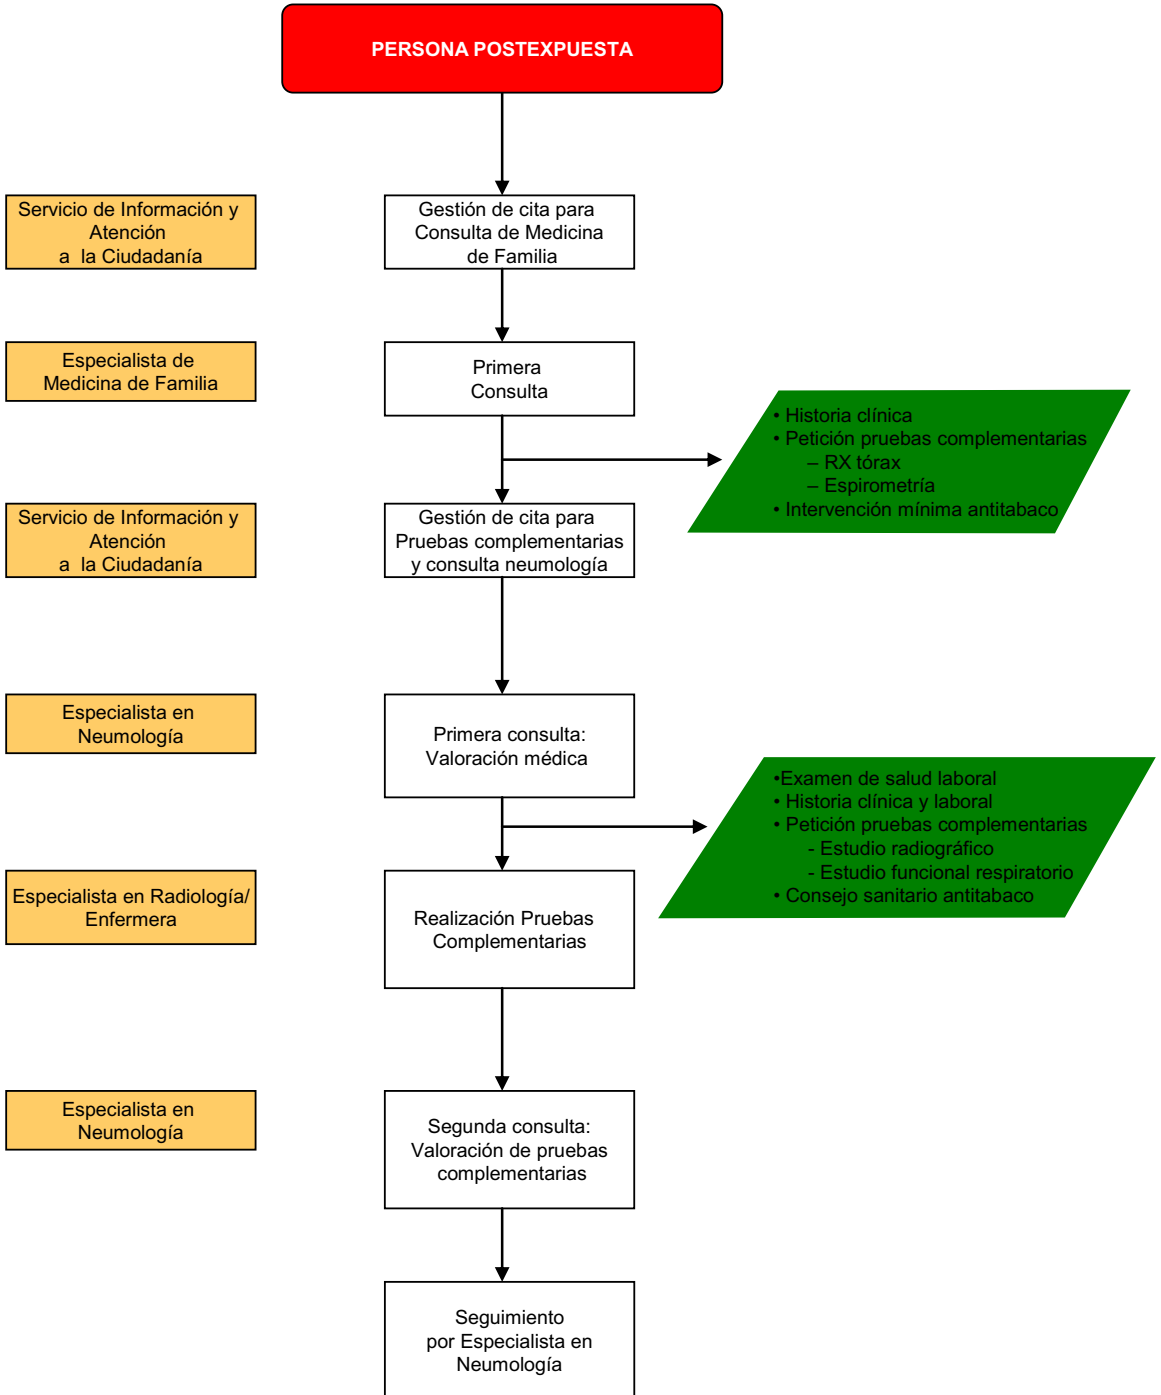 PERSONA POSTEXPUESTA
Servicio de Información y
Atención
a la Ciudadanía
Gestión de cita para
Consulta de Medicina
de Familia
Especialista de
Medicina de Familia
Primera
Consulta
• Historia clínica
• Petición pruebas complementarias
– RX tórax
– Espirometría
• Intervención mínima antitabaco
Servicio de Información y
Atención
a la Ciudadanía
Gestión de cita para
Pruebas complementarias
y consulta neumología
Especialista en
Neumología
Primera consulta:
Valoración médica
•Examen de salud laboral
• Historia clínica y laboral
• Petición pruebas complementarias
- Estudio radiográfico
- Estudio funcional respiratorio
• Consejo sanitario antitabaco
Especialista en Radiología/
Enfermera
Realización Pruebas
Complementarias
Especialista en
Neumología
Segunda consulta:
Valoración de pruebas
complementarias
Seguimiento
por Especialista en
Neumología